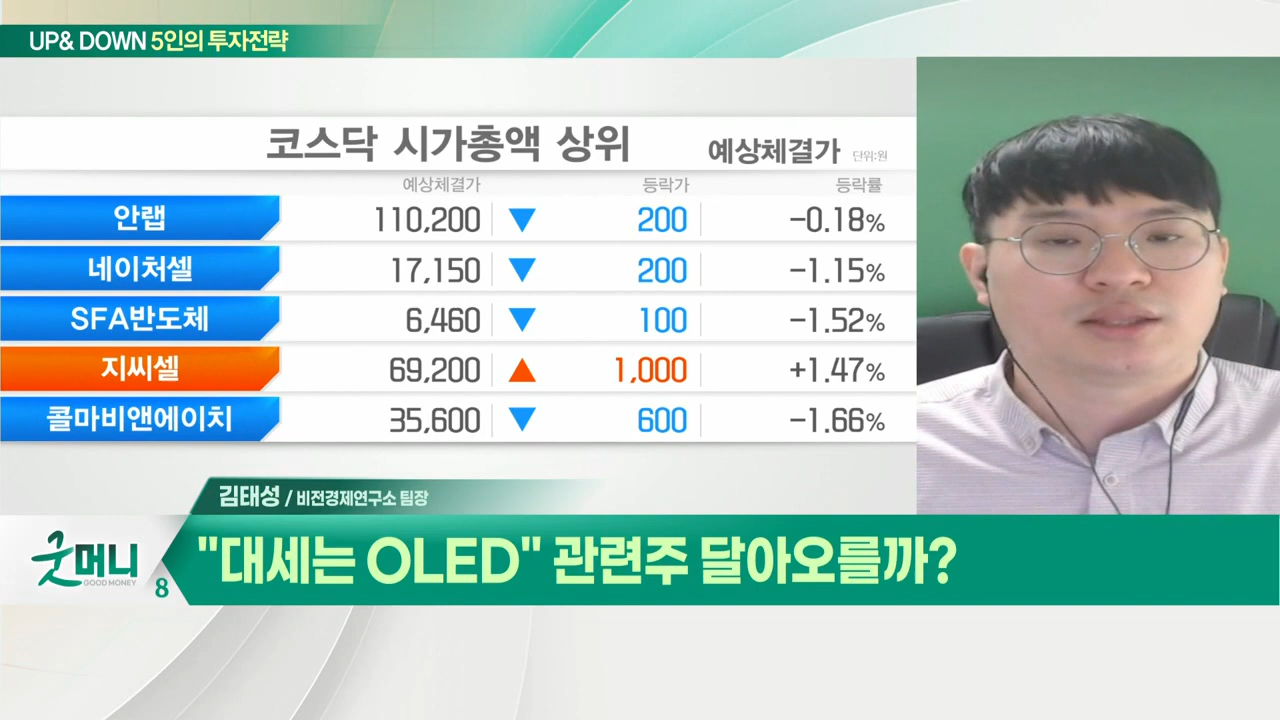 UP& DOWN 5인의 투자전략
코스닥 시가총액 상위 예상체결가 단위:원
예상체결가 등락가 등락률
안랩 110,200 ▼ 200 -0.18%
네이처셀 17,150 ▼ 200 -1.15%
SFA반도체 6,460 ▼ 100 -1.52%
지씨셀 69,200 ▲ 1,000 +1.47%
콜마비앤에이치 35,600 ▼ 600 -1.66%
김태성 / 비전경제연구소 팀장
굿머니
GOOD MONEY
8
"대세는 OLED" 관련주 달아오를까?